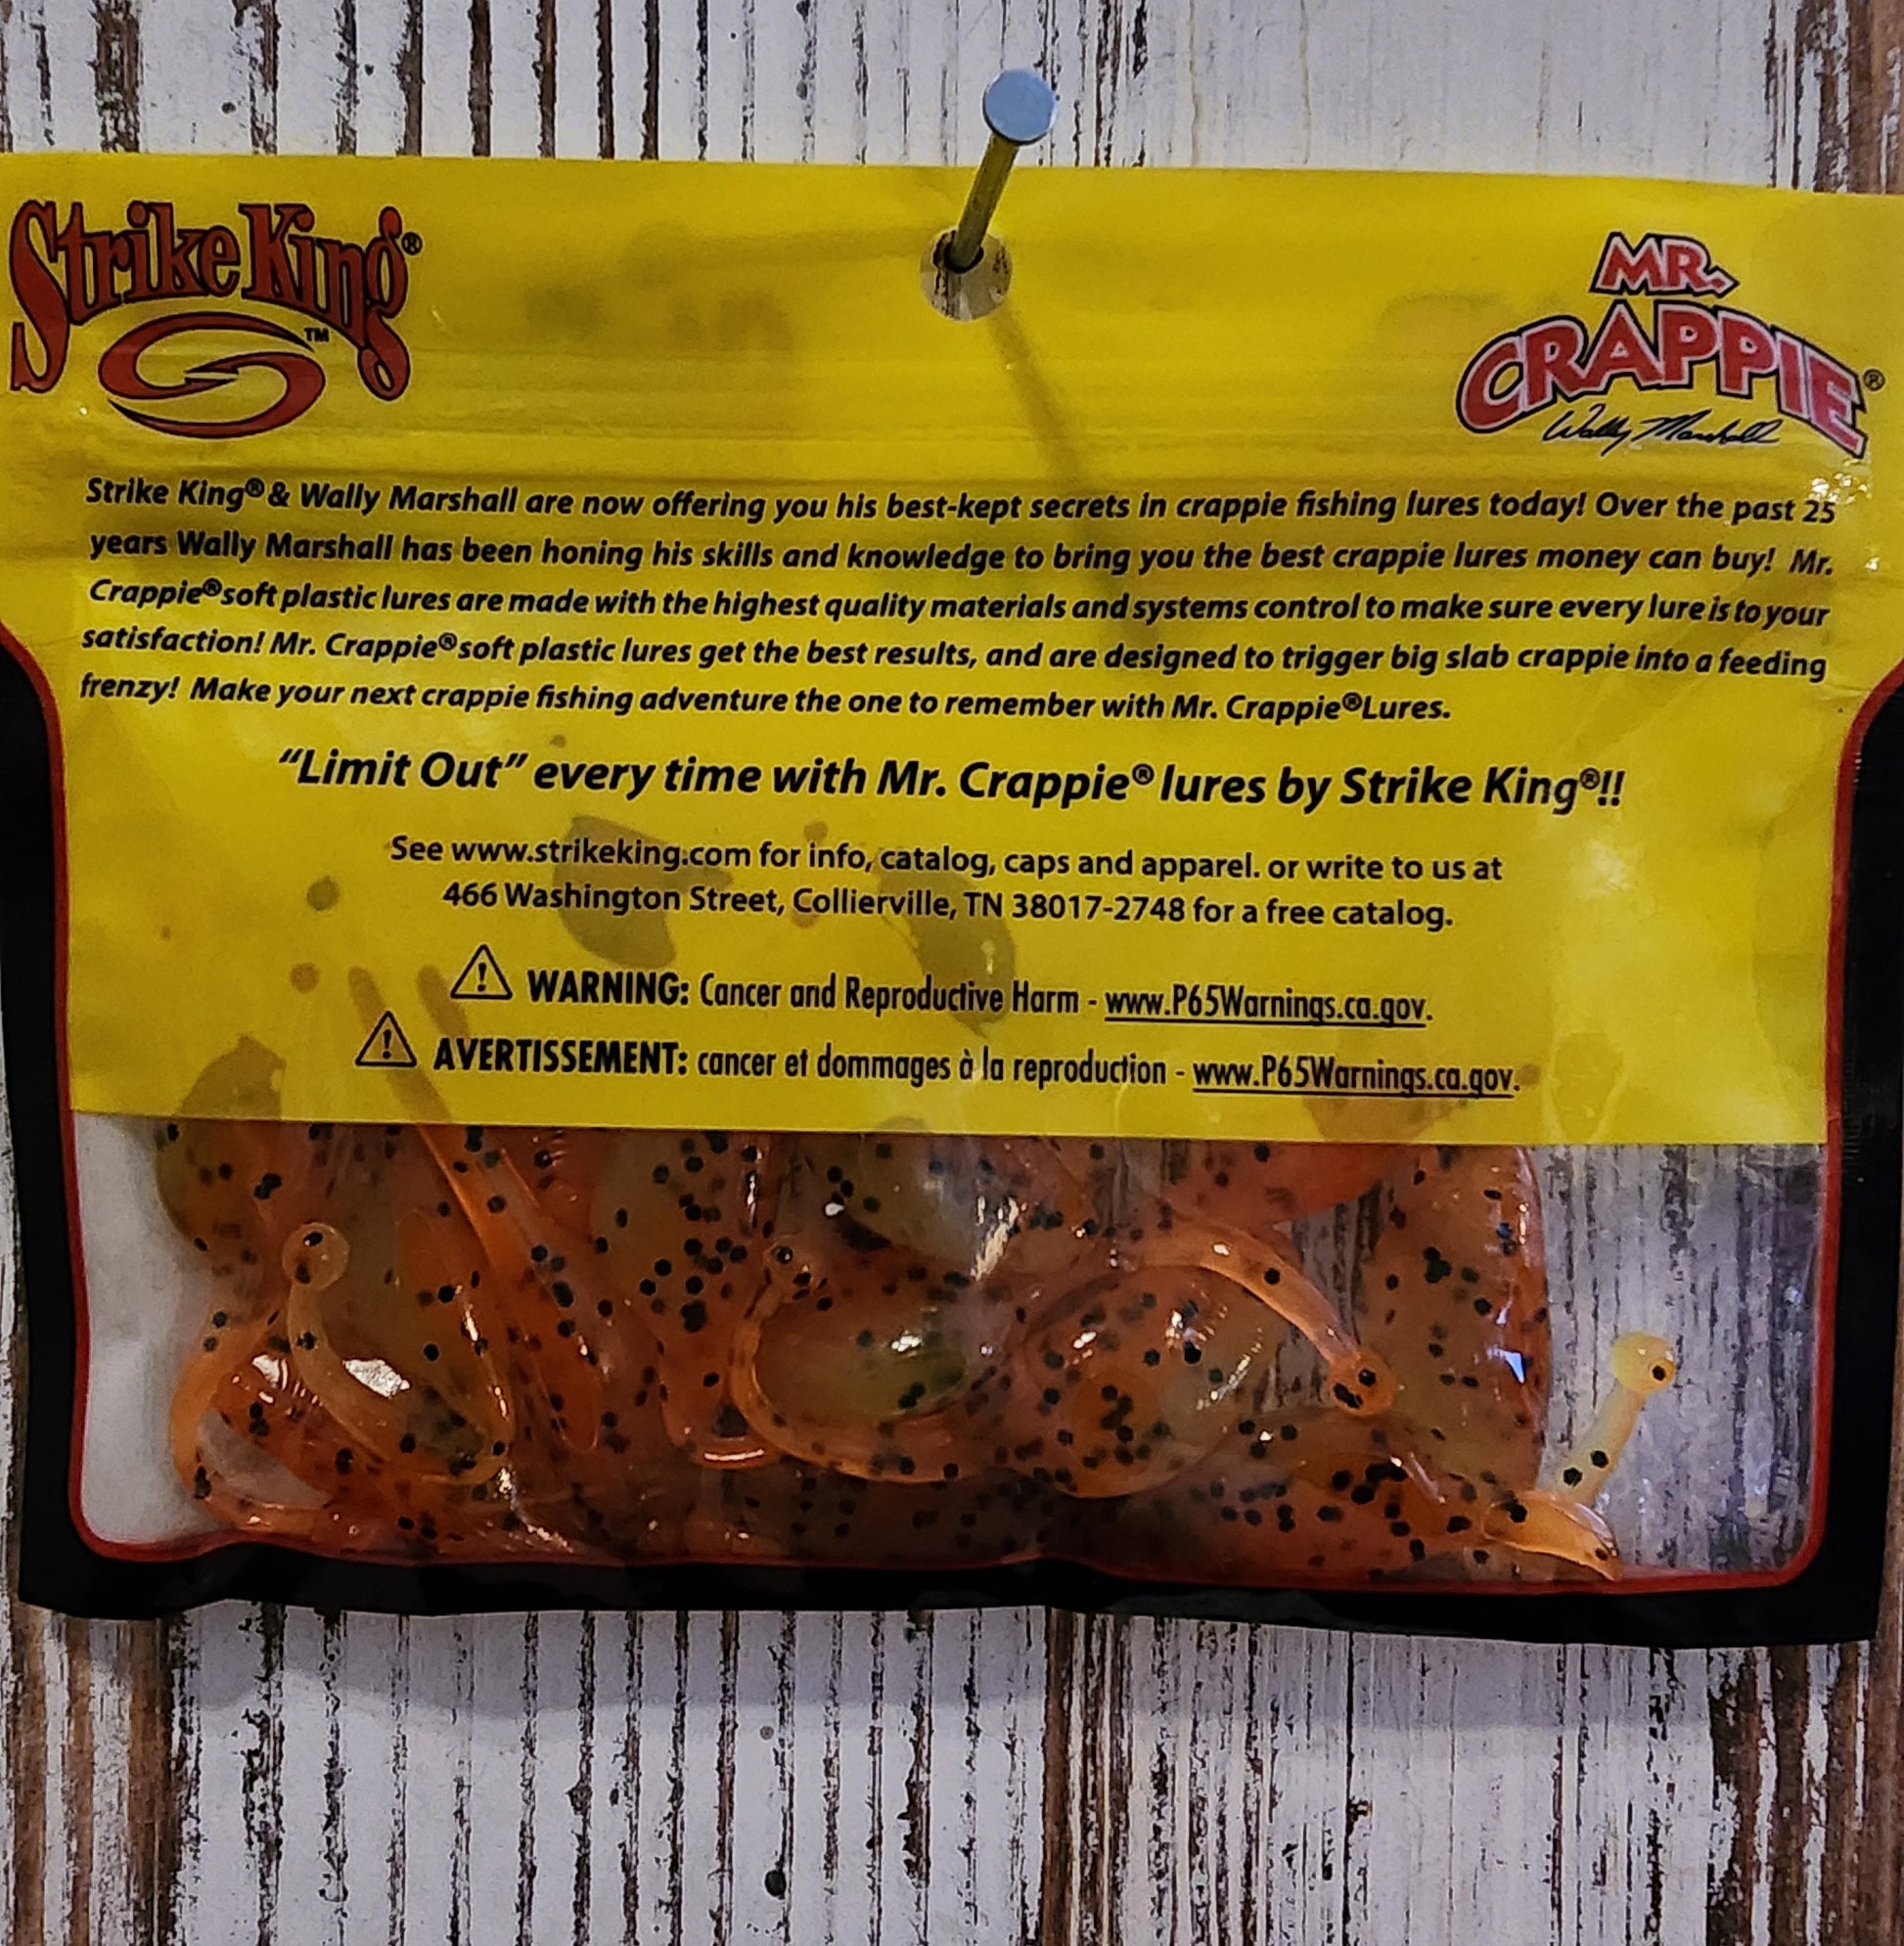 Strike King®
™
MR.
CRAPPIE®
Wally Marshall
Strike King® & Wally Marshall are now offering you his best-kept secrets in crappie fishing lures today! Over the past 25
years Wally Marshall has been honing his skills and knowledge to bring you the best crappie lures money can buy! Mr.
Crappie® soft plastic lures are made with the highest quality materials and systems control to make sure every lure is to your
satisfaction! Mr. Crappie® soft plastic lures get the best results, and are designed to trigger big slab crappie into a feeding
frenzy! Make your next crappie fishing adventure the one to remember with Mr. Crappie® Lures.
“Limit Out” every time with Mr. Crappie® lures by Strike King®!!
See www.strikeking.com for info, catalog, caps and apparel. or write to us at
466 Washington Street, Collierville, TN 38017-2748 for a free catalog.
⚠ WARNING: Cancer and Reproductive Harm - www.P65Warnings.ca.gov.
⚠ AVERTISSEMENT: cancer et dommages à la reproduction - www.P65Warnings.ca.gov.